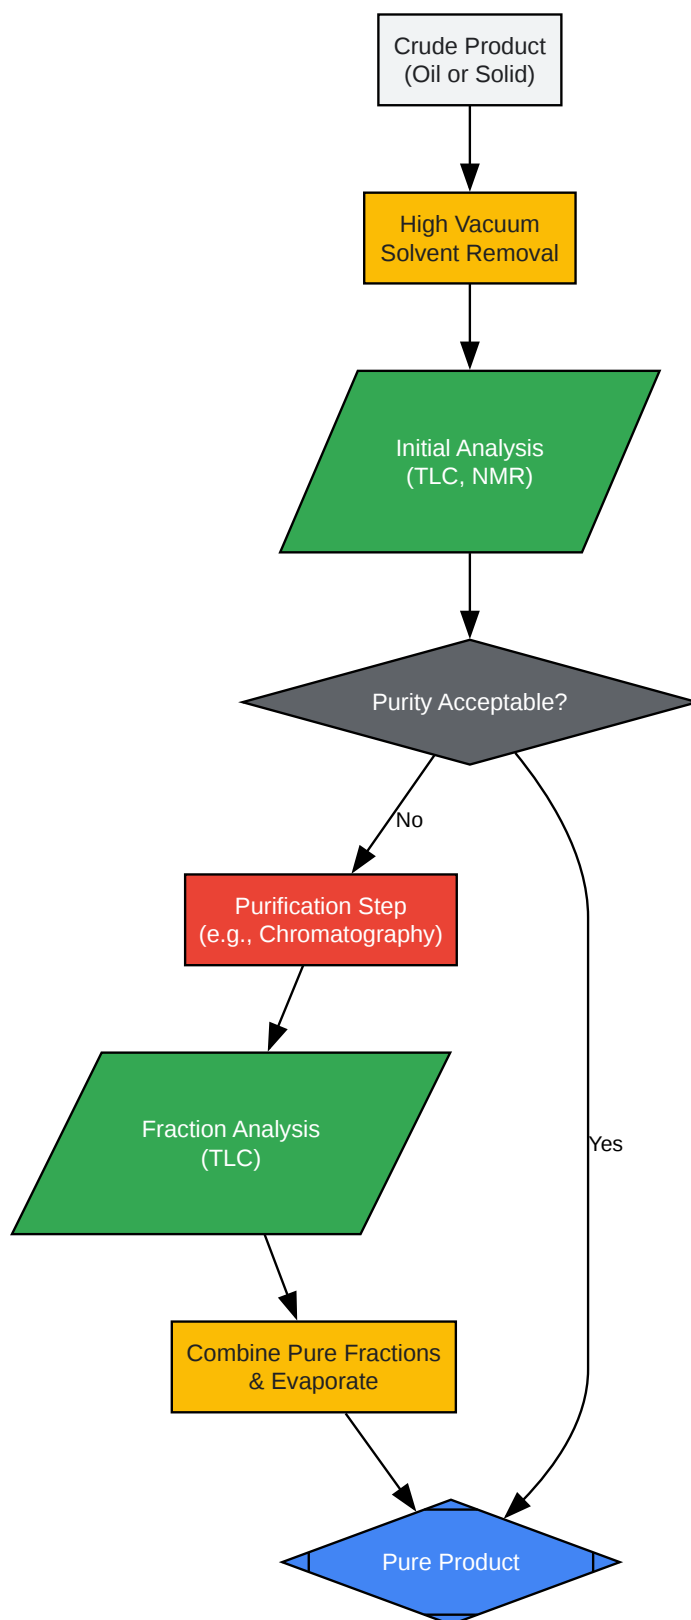 Crude Product
(Oil or Solid)
High Vacuum
Solvent Removal
Initial Analysis
(TLC, NMR)
Purity Acceptable?
No
Purification Step
(e.g., Chromatography)
Fraction Analysis
(TLC)
Yes
Combine Pure Fractions
& Evaporate
Pure Product